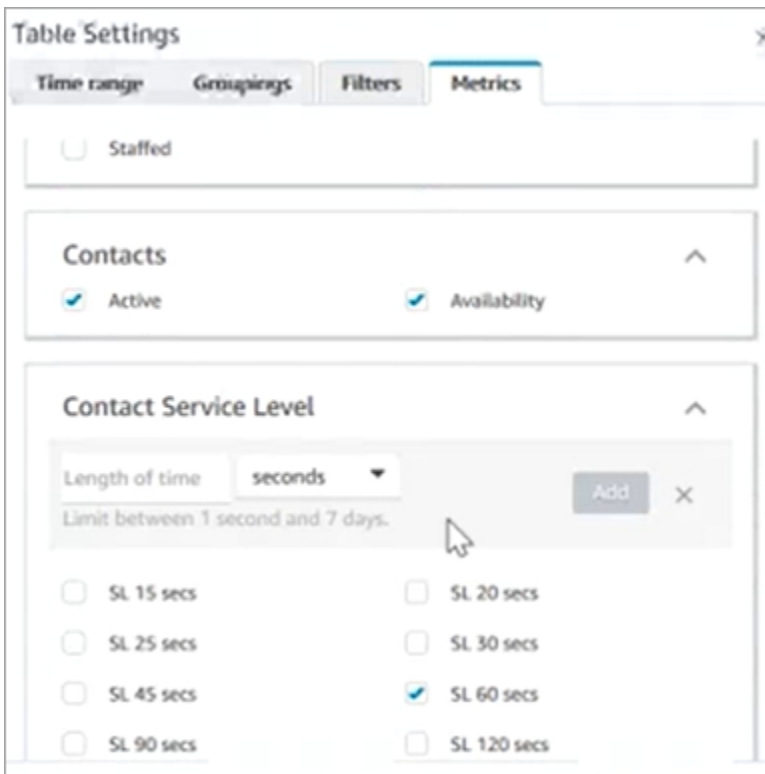 Table Settings
Time range Groupings Filters Metrics
Staffed
Contacts
Active Availability
Contact Service Level
Length of time seconds Add
Limit between 1 second and 7 days.
SL 15 secs SL 20 secs
SL 25 secs SL 30 secs
SL 45 secs SL 60 secs
SL 90 secs SL 120 secs